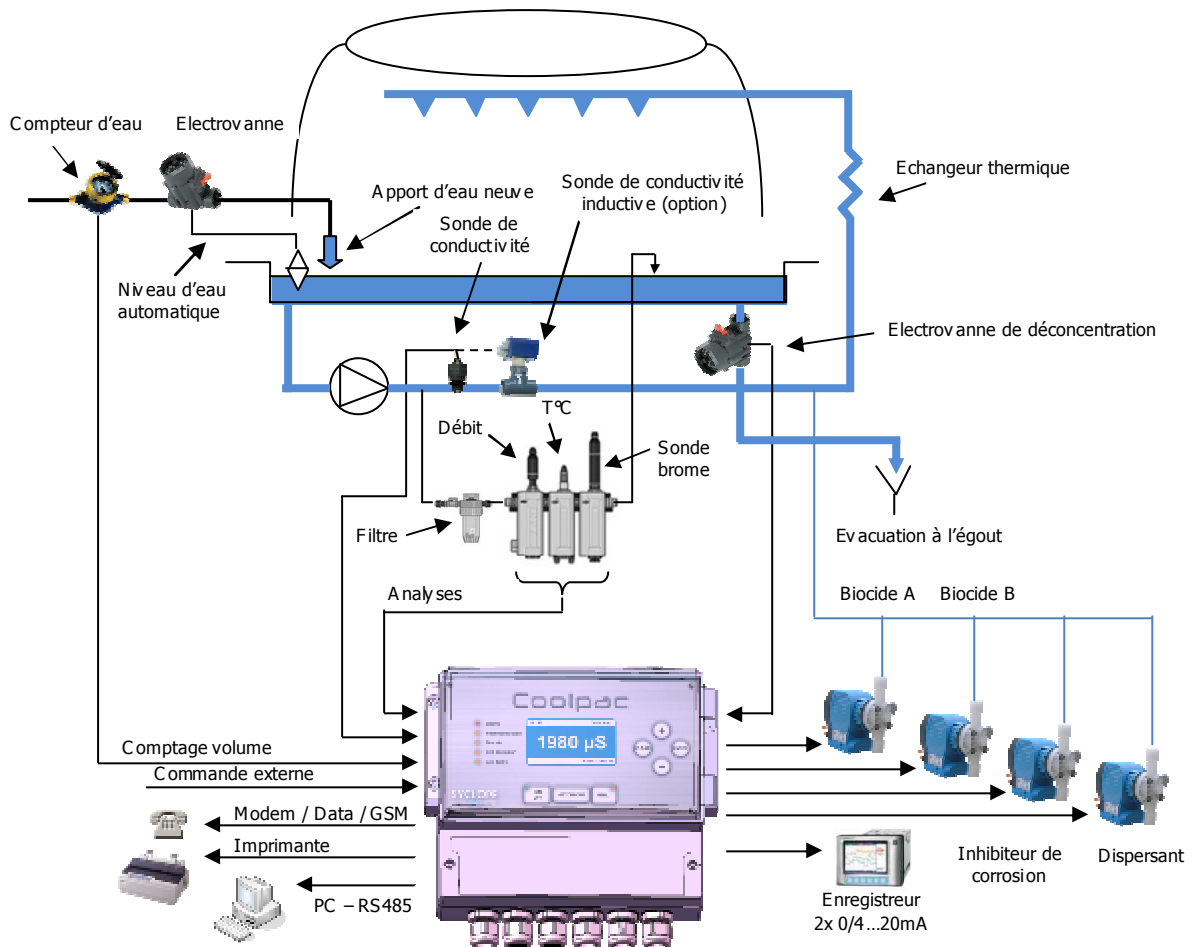 Compteur d'eau
Electrovanne
Apport d'eau neuve
Sonde de conductivité
inductive (option)
Echangeur thermique
Sonde de
conductivité
Niveau d'eau
automatique
Electrovanne de déconcentration
T°C
Débit
Sonde
brome
Filtre
Evacuation à l'égout
Analyses
Biocide A
Biocide B
Coolpac
1980 µS
SYCLOPE
Comptage volume
Commande externe
Modem / Data / GSM
Imprimante
PC – RS485
Inhibiteur de
corrosion
Dispersant
Enregistreur
2x 0/4...20mA